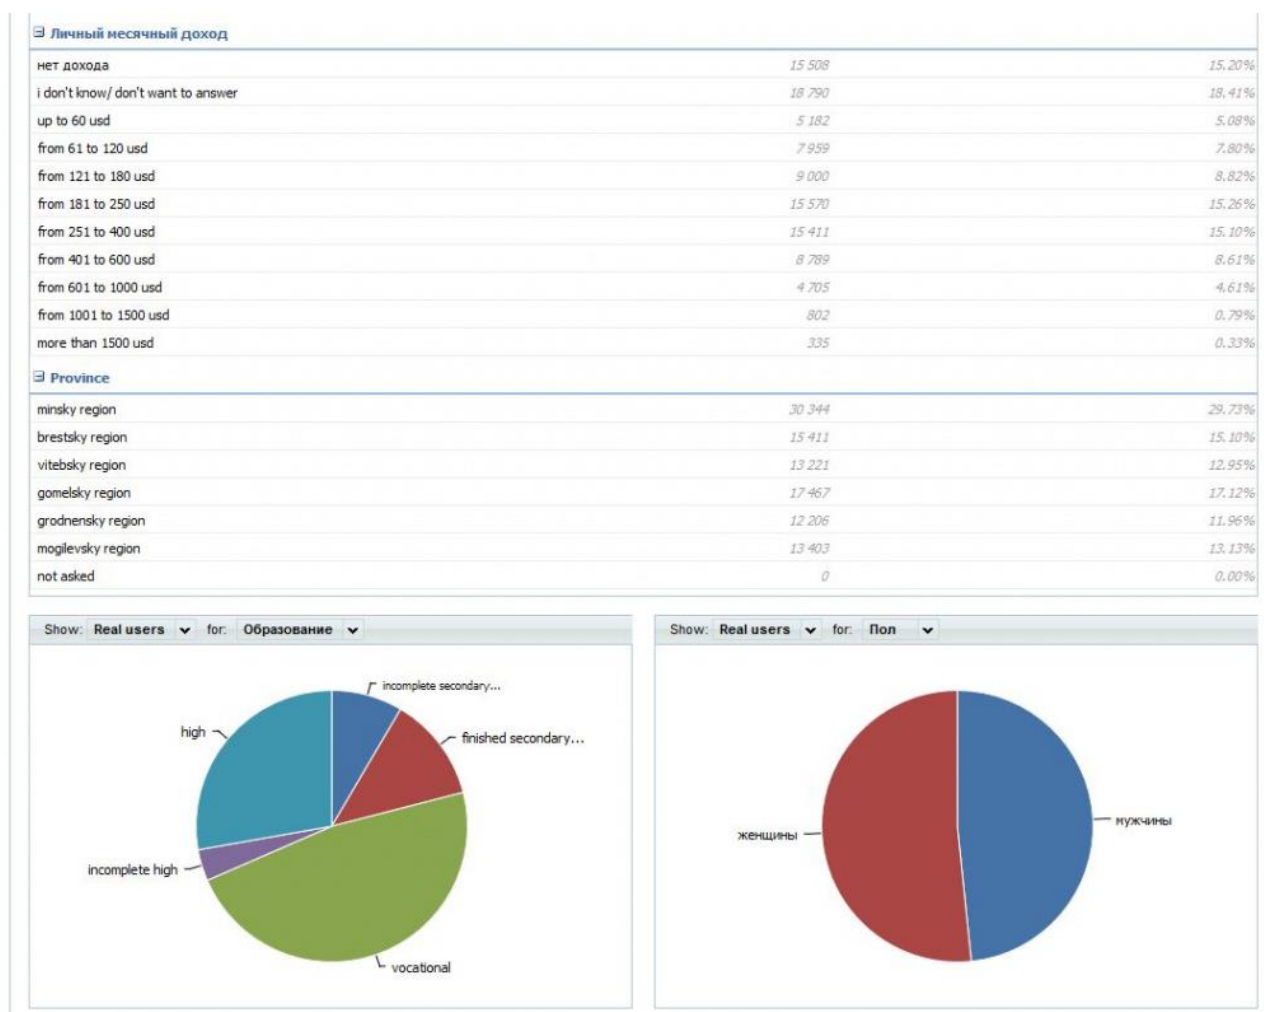 Личный месячный доход
нет дохода 15 508 15.20%
i don't know/ don't want to answer 18 790 18.41%
up to 60 usd 5 182 5.08%
from 61 to 120 usd 7 959 7.80%
from 121 to 180 usd 9 000 8.82%
from 181 to 250 usd 15 570 15.26%
from 251 to 400 usd 15 411 15.10%
from 401 to 600 usd 8 789 8.61%
from 601 to 1000 usd 4 705 4.61%
from 1001 to 1500 usd 802 0.79%
more than 1500 usd 335 0.33%
Province
minsky region 30 344 29.73%
brestsky region 15 411 15.10%
vitebsky region 13 221 12.95%
gomelsky region 17 467 17.12%
grodnensky region 12 206 11.96%
mogilevsky region 13 403 13.13%
not asked 0 0.00%
Show: Real users for: Образование
incomplete secondary...
high
finished secondary...
incomplete high
vocational
Show: Real users for: Пол
мужчины
женщины